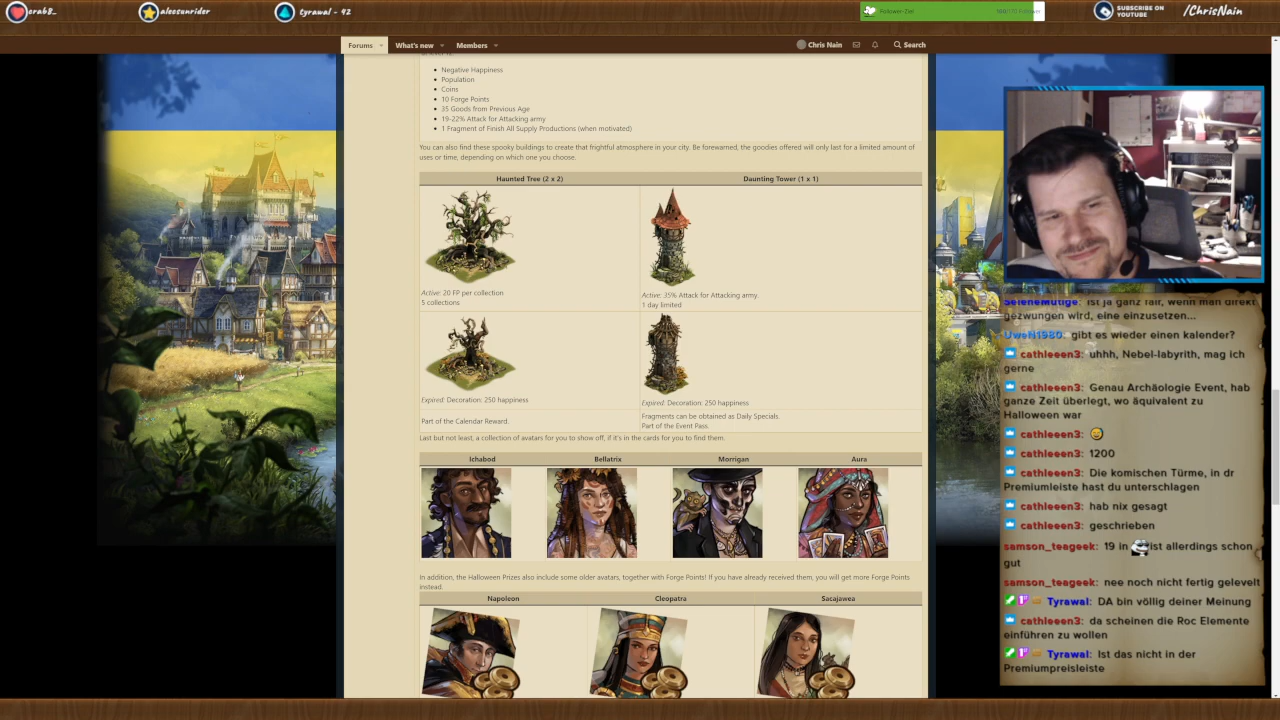 erab8_
aleesunrider
tyrawal - 42
Follower-Ziel
SUBSCRIBE ON
YOUTUBE
/ChrisNain
Forums
What's new
Members
Chris Nain
Search
Negative Happiness
Population
Coins
10 Forge Points
35 Goods from Previous Age
19-22% Attack for Attacking army
1 Fragment of Finish All Supply Productions (when motivated)
You can also find these spooky buildings to create that frightful atmosphere in your city. Be forewarned, the goodies offered will only last for a limited amount of
uses or time, depending on which one you choose.
Haunted Tree (2 x 2)
Daunting Tower (1 x 1)
Active: 20 FP per collection
5 collections
Active: 35% Attack for Attacking army.
1 day limited
Expired: Decoration: 250 happiness
Expired: Decoration: 250 happiness
Part of the Calendar Reward.
Fragments can be obtained as Daily Specials.
Part of the Event Pass.
Last but not least, a collection of avatars for you to show off, if it's in the cards for you to find them.
Ichabod
Bellatrix
Morrigan
Aura
In addition, the Halloween Prizes also include some older avatars, together with Forge Points! If you have already received them, you will get more Forge Points
instead.
Napoleon
Cleopatra
Sacajawea
SeleneMutige: ist ja ganz fair, wenn man direkt
gezwungen wird, eine einzusetzen...
gibt es wieder einen kalender?
cathleeen3: uhhh, Nebel-labyrith, mag ich
gerne
cathleeen3: Genau Archäologie Event, hab
ganze Zeit überlegt, wo äquivalent zu
Halloween war
cathleeen3:
cathleeen3: 1200
cathleeen3: Die komischen Türme, in dr
Premiumleiste hast du unterschlagen
cathleeen3: hab nix gesagt
cathleeen3: geschrieben
samson_teageek: 19 in ist allerdings schon
gut
samson_teageek: nee noch nicht fertig gelevelt
Tyrawal: DA bin völlig deiner Meinung
cathleeen3: da scheinen die Roc Elemente
einführen zu wollen
Tyrawal: Ist das nicht in der
Premiumpreisleiste